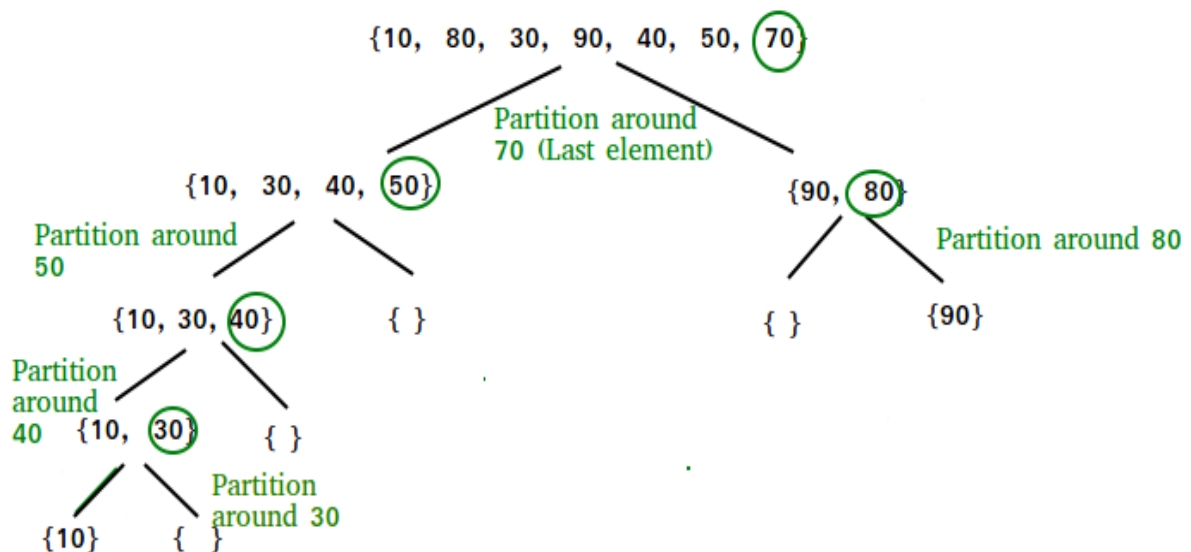 {10, 80, 30, 90, 40, 50, 70}
Partition around
70 (Last element)
{10, 30, 40, 50}
{90, 80}
Partition around
50
Partition around 80
{10, 30, 40}
{ }
{ }
{90}
Partition
around
40
{10, 30}
{ }
Partition
around 30
{10}
{ }